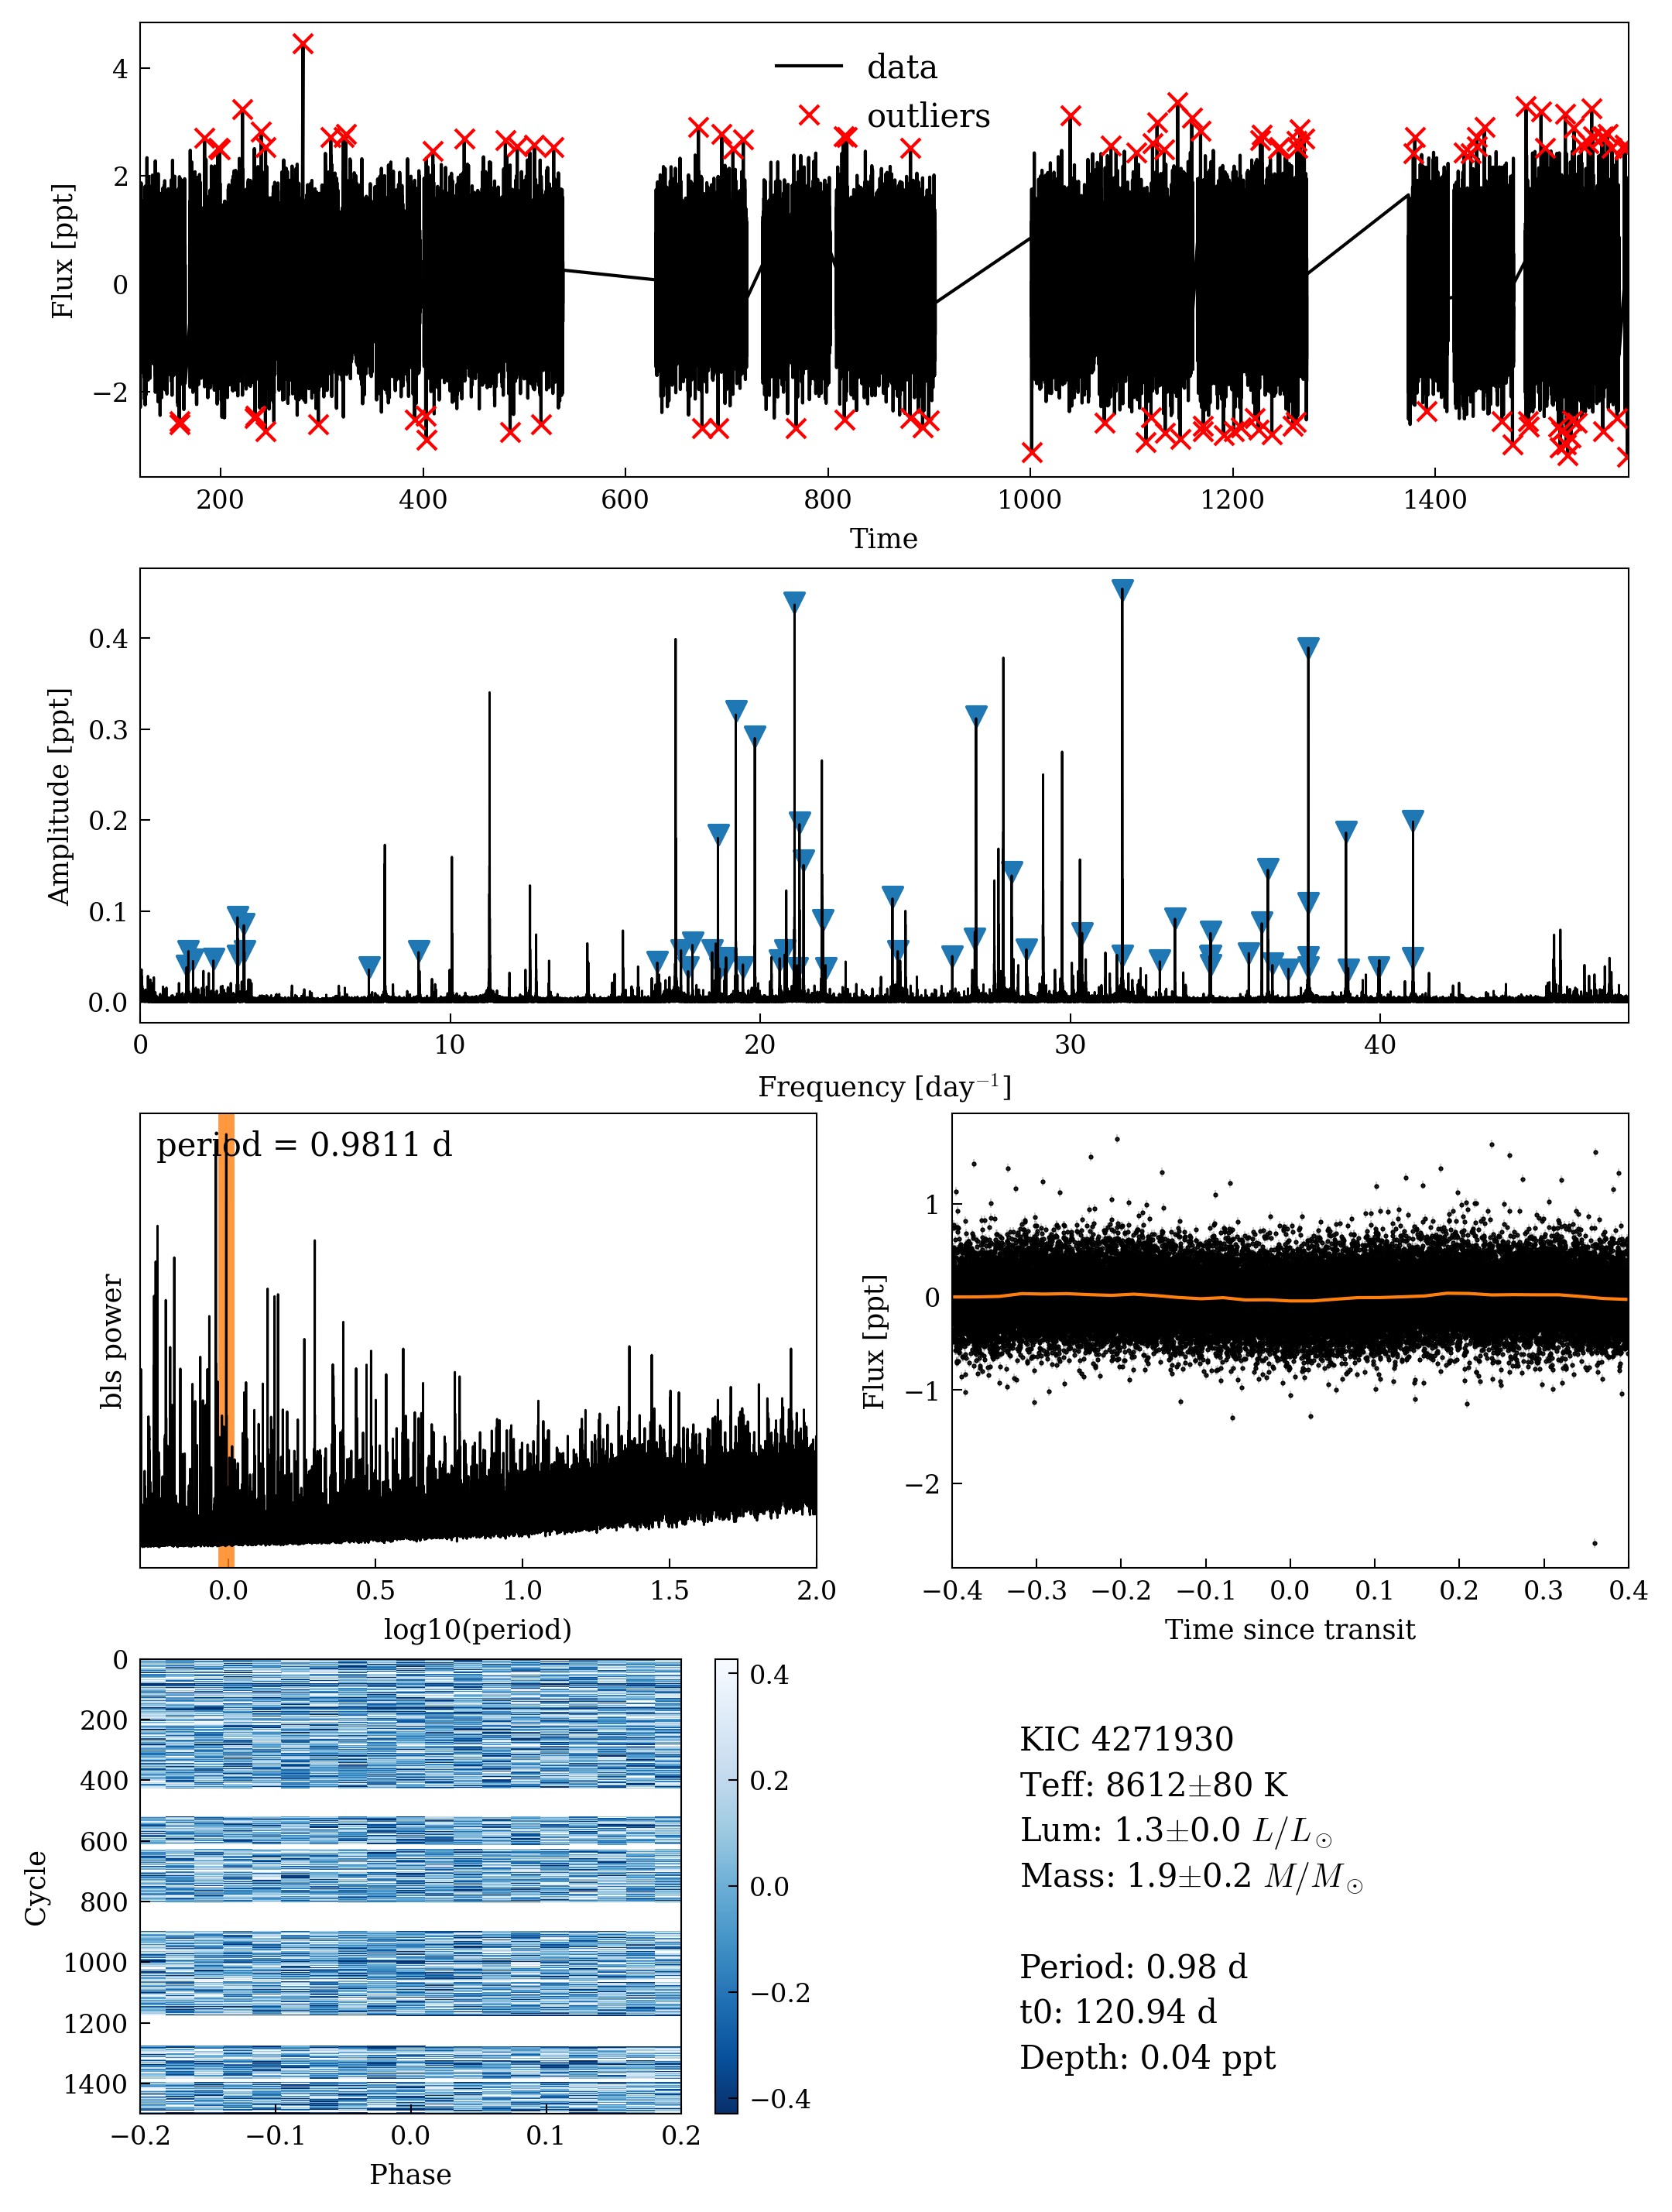 4
2
0
−2
Flux [ppt]
data
outliers
200
400
600
800
1000
1200
1400
Time
0.4
0.3
0.2
0.1
0.0
Amplitude [ppt]
0
10
20
30
40
Frequency [day⁻¹]
period = 0.9811 d
bls power
0.0
0.5
1.0
1.5
2.0
log10(period)
1
0
−1
−2
Flux [ppt]
−0.4
−0.3
−0.2
−0.1
0.0
0.1
0.2
0.3
0.4
Time since transit
0
200
400
600
800
1000
1200
1400
Cycle
−0.2
−0.1
0.0
0.1
0.2
Phase
0.4
0.2
0.0
−0.2
−0.4
KIC 4271930
Teff: 8612±80 K
Lum: 1.3±0.0 L/L⊙
Mass: 1.9±0.2 M/M⊙
Period: 0.98 d
t0: 120.94 d
Depth: 0.04 ppt